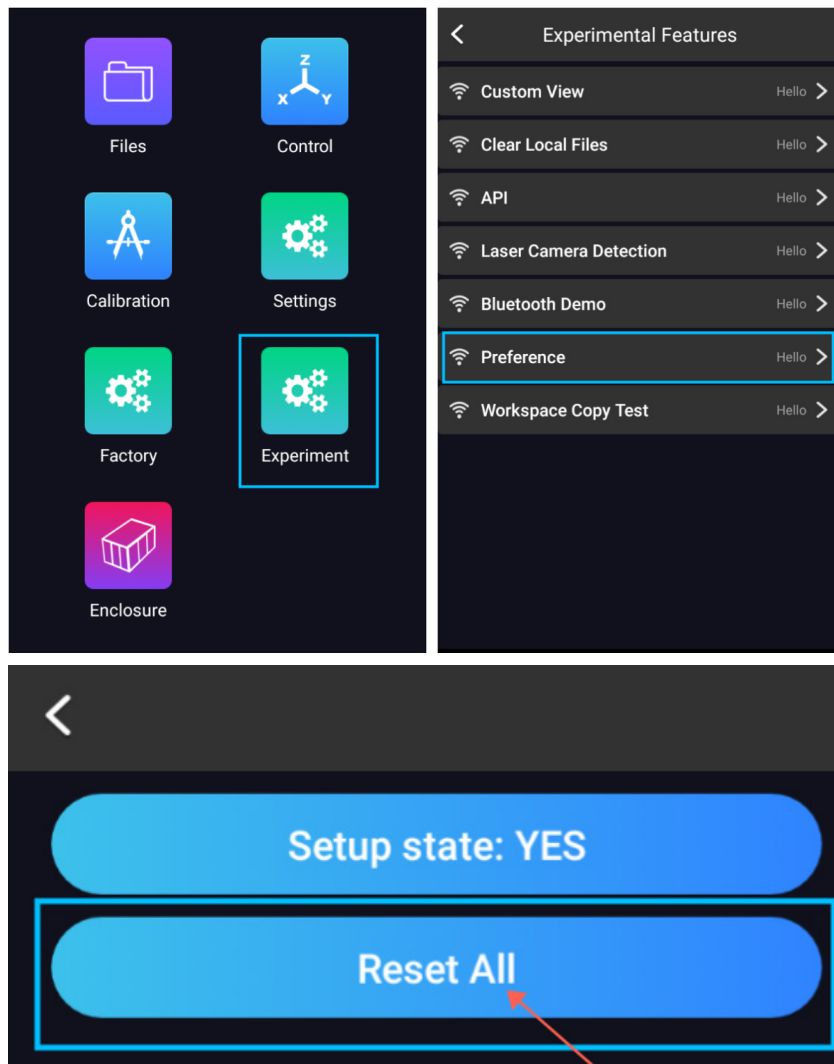 Files
Control
Z
X Y
Calibration
Settings
Factory
Experiment
Enclosure
Experimental Features
Custom View Hello
Clear Local Files Hello
API Hello
Laser Camera Detection Hello
Bluetooth Demo Hello
Preference Hello
Workspace Copy Test Hello
Setup state: YES
Reset All